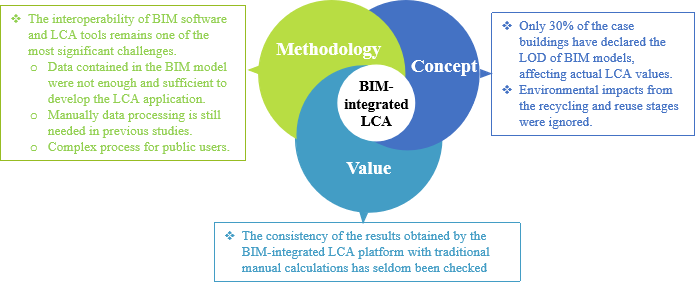 ❖ The interoperability of BIM software
and LCA tools remains one of the
most significant challenges.
o Data contained in the BIM model
were not enough and sufficient to
develop the LCA application.
o Manually data processing is still
needed in previous studies.
o Complex process for public users.
Methodology
Concept
BIM-
integrated
LCA
Value
❖ Only 30% of the case
buildings have declared the
LOD of BIM models,
affecting actual LCA values.
❖ Environmental impacts from
the recycling and reuse stages
were ignored.
❖ The consistency of the results obtained by the
BIM-integrated LCA platform with traditional
manual calculations has seldom been checked